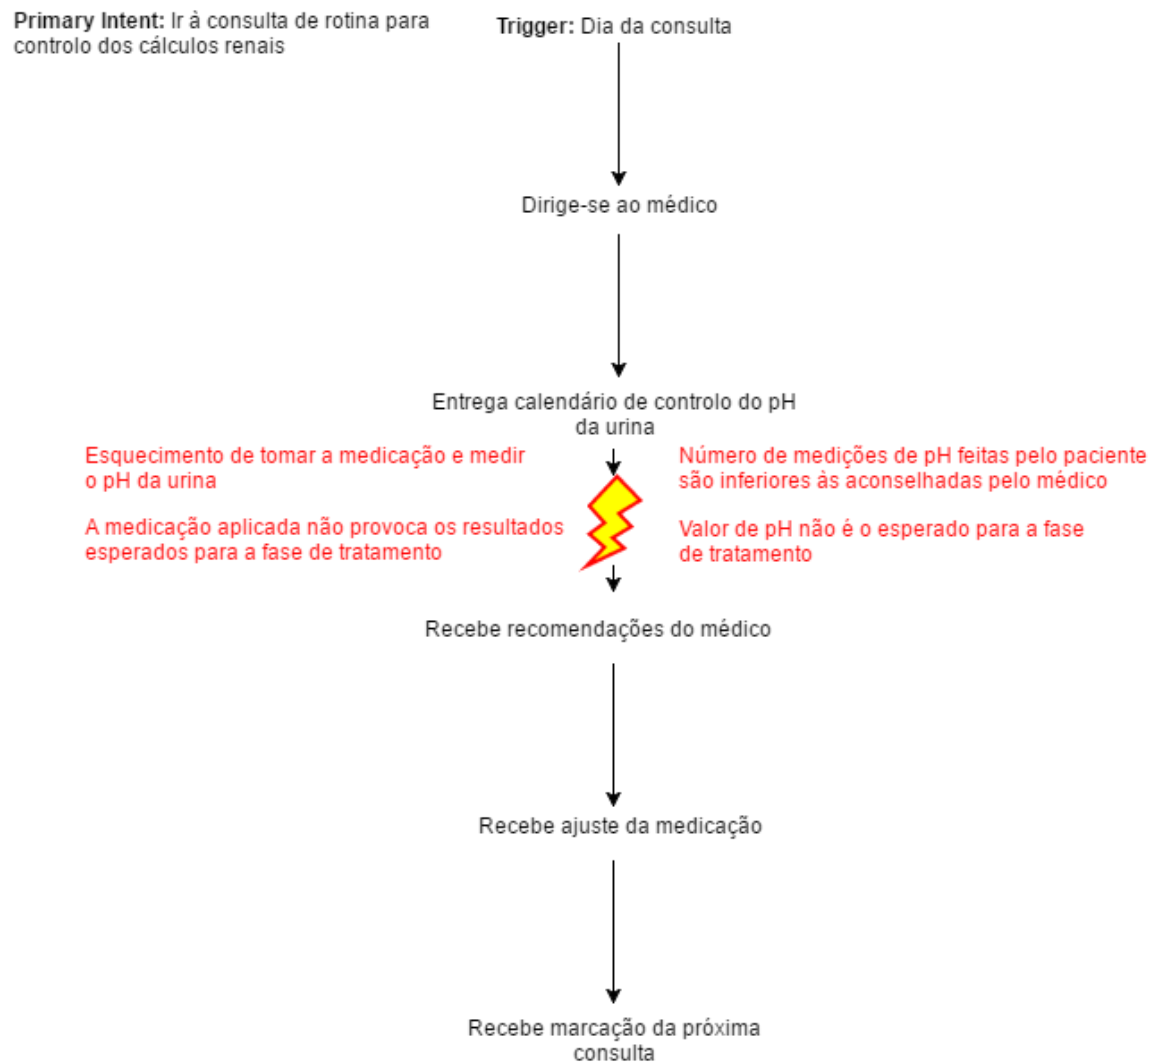 Primary Intent: Ir à consulta de rotina para
controlo dos cálculos renais
Trigger: Dia da consulta
Dirige-se ao médico
Entrega calendário de controlo do pH
da urina
Esquecimento de tomar a medicação e medir
o pH da urina
A medicação aplicada não provoca os resultados
esperados para a fase de tratamento
Número de medições de pH feitas pelo paciente
são inferiores às aconselhadas pelo médico
Valor de pH não é o esperado para a fase
de tratamento
Recebe recomendações do médico
Recebe ajuste da medicação
Recebe marcação da próxima
consulta